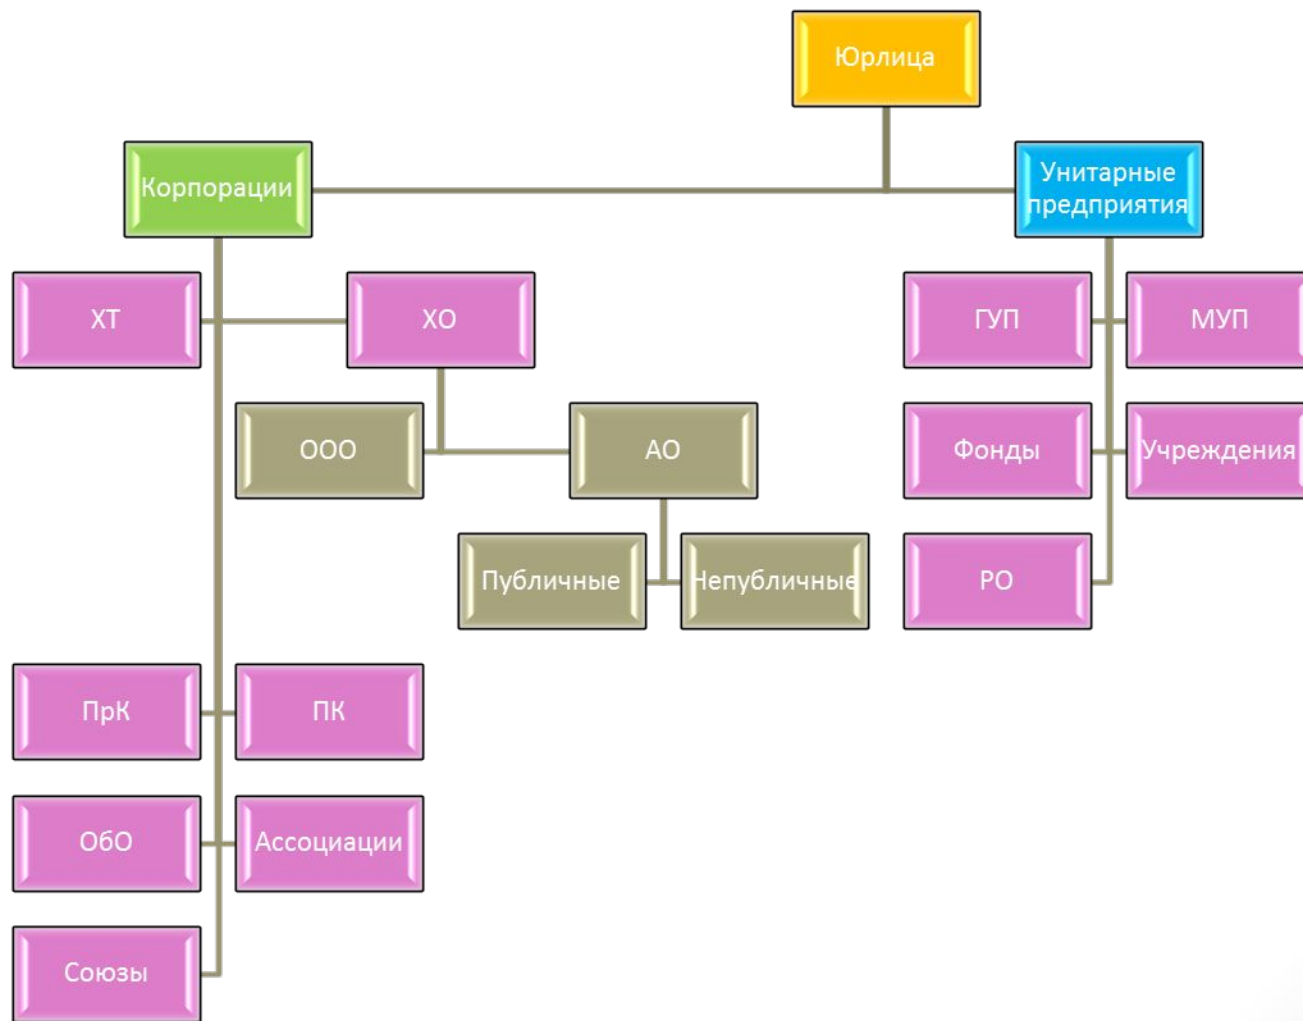 Юрлица
Корпорации
Унитарные
предприятия
ХТ
ХО
ГУП
МУП
ООО
АО
Фонды
Учреждения
Публичные
Непубличные
РО
ПрК
ПК
ОбО
Ассоциации
Союзы